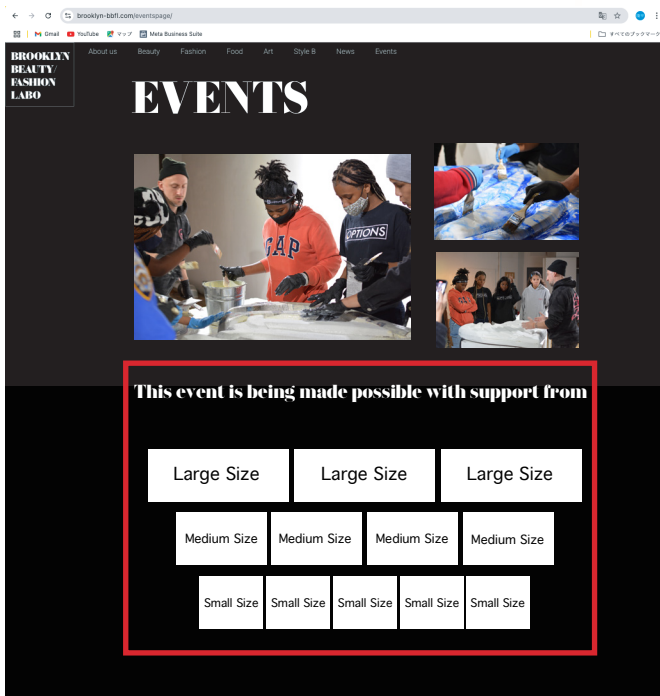 brooklyn-bbfl.com/eventspage/
Gmail YouTube マップ Meta Business Suite すべてのブックマーク
BROOKLYN
BEAUTY/
FASHION
LABO
About us Beauty Fashion Food Art Style B News Events
EVENTS
GAP
OPTIONS
This event is being made possible with support from
Large Size Large Size Large Size
Medium Size Medium Size Medium Size Medium Size
Small Size Small Size Small Size Small Size Small Size